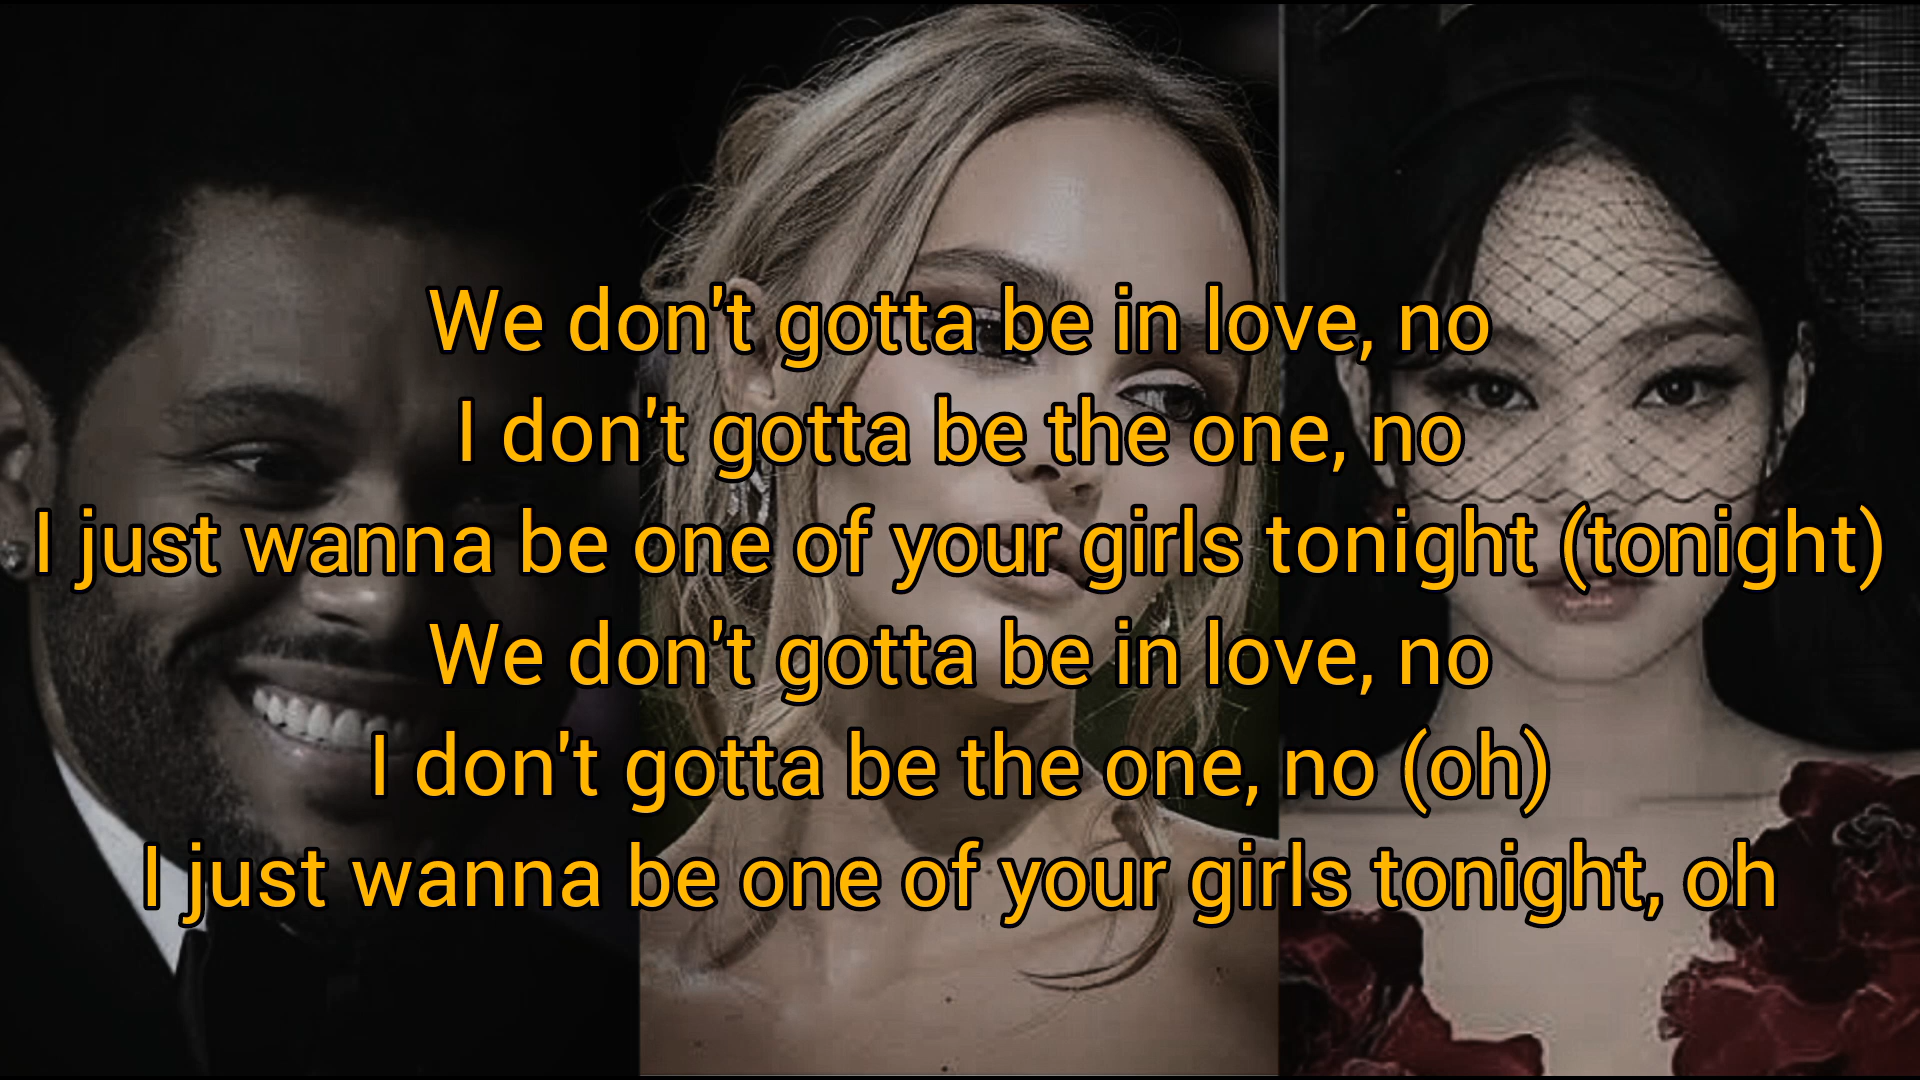 We don't gotta be in love, no
I don't gotta be the one, no
I just wanna be one of your girls tonight (tonight)
We don't gotta be in love, no
I don't gotta be the one, no (oh)
I just wanna be one of your girls tonight, oh